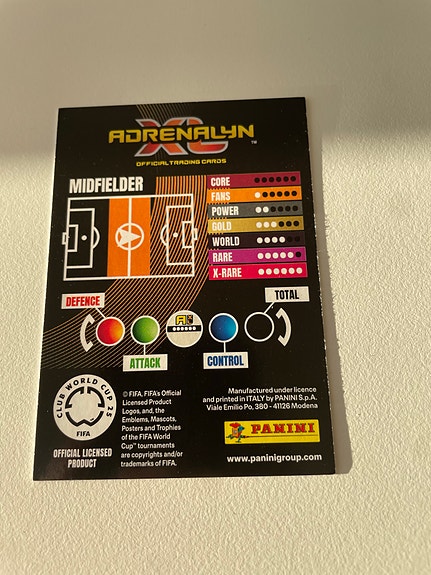 ADRENALYN
XL ™
OFFICIAL TRADING CARDS
MIDFIELDER
CORE
FANS
POWER
GOLD
WORLD
RARE
X-RARE
DEFENCE
TOTAL
ATTACK
CONTROL
CLUB WORLD CUP 25
FIFA
OFFICIAL LICENSED
PRODUCT
© FIFA, FIFA's Official
Licensed Product
Logos, and, the
Emblems, Mascots,
Posters and Trophies
of the FIFA World
Cup™ tournaments
are copyrights and/or
trademarks of FIFA.
Manufactured under licence
and printed in ITALY by PANINI S.p.A.
Viale Emilio Po, 380 - 41126 Modena
PANINI
www.paninigroup.com